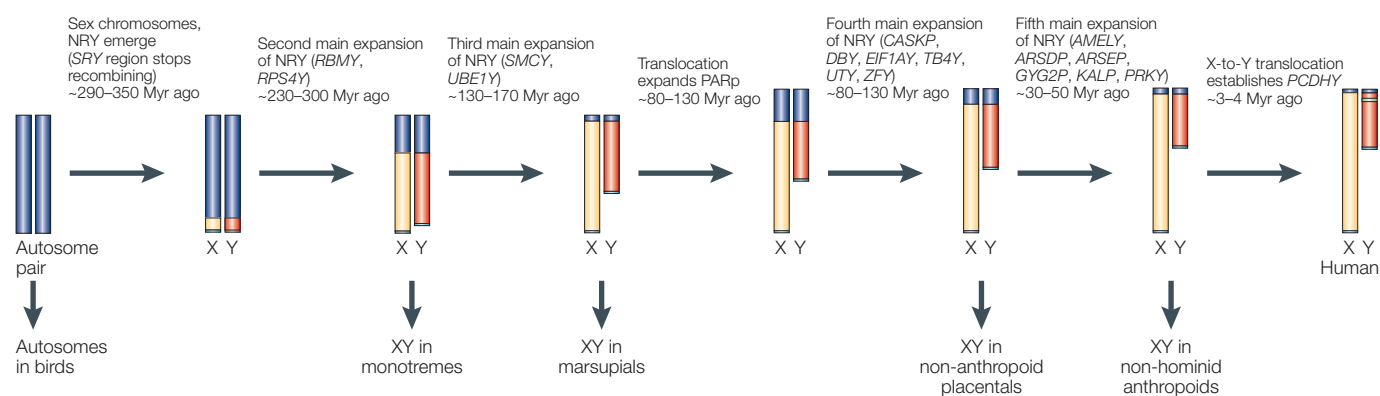 Sex chromosomes,
NRY emerge
(SRY region stops
recombining)
~290–350 Myr ago
Second main expansion
of NRY (RBMY,
RPS4Y)
~230–300 Myr ago
Third main expansion
of NRY (SMCY,
UBE1Y)
~130–170 Myr ago
Translocation
expands PARp
~80–130 Myr ago
Fourth main expansion
of NRY (CASKP,
DBY, EIF1AY, TB4Y,
UTY, ZFY)
~80–130 Myr ago
Fifth main expansion
of NRY (AMELY,
ARSDP, ARSEP,
GYG2P, KALP, PRKY)
~30–50 Myr ago
X-to-Y translocation
establishes PCDHY
~3–4 Myr ago
Autosome
pair
X Y
X Y
X Y
X Y
X Y
X Y
X Y
Human
Autosomes
in birds
XY in
monotremes
XY in
marsupials
XY in
non-anthropoid
placentals
XY in
non-hominid
anthropoids